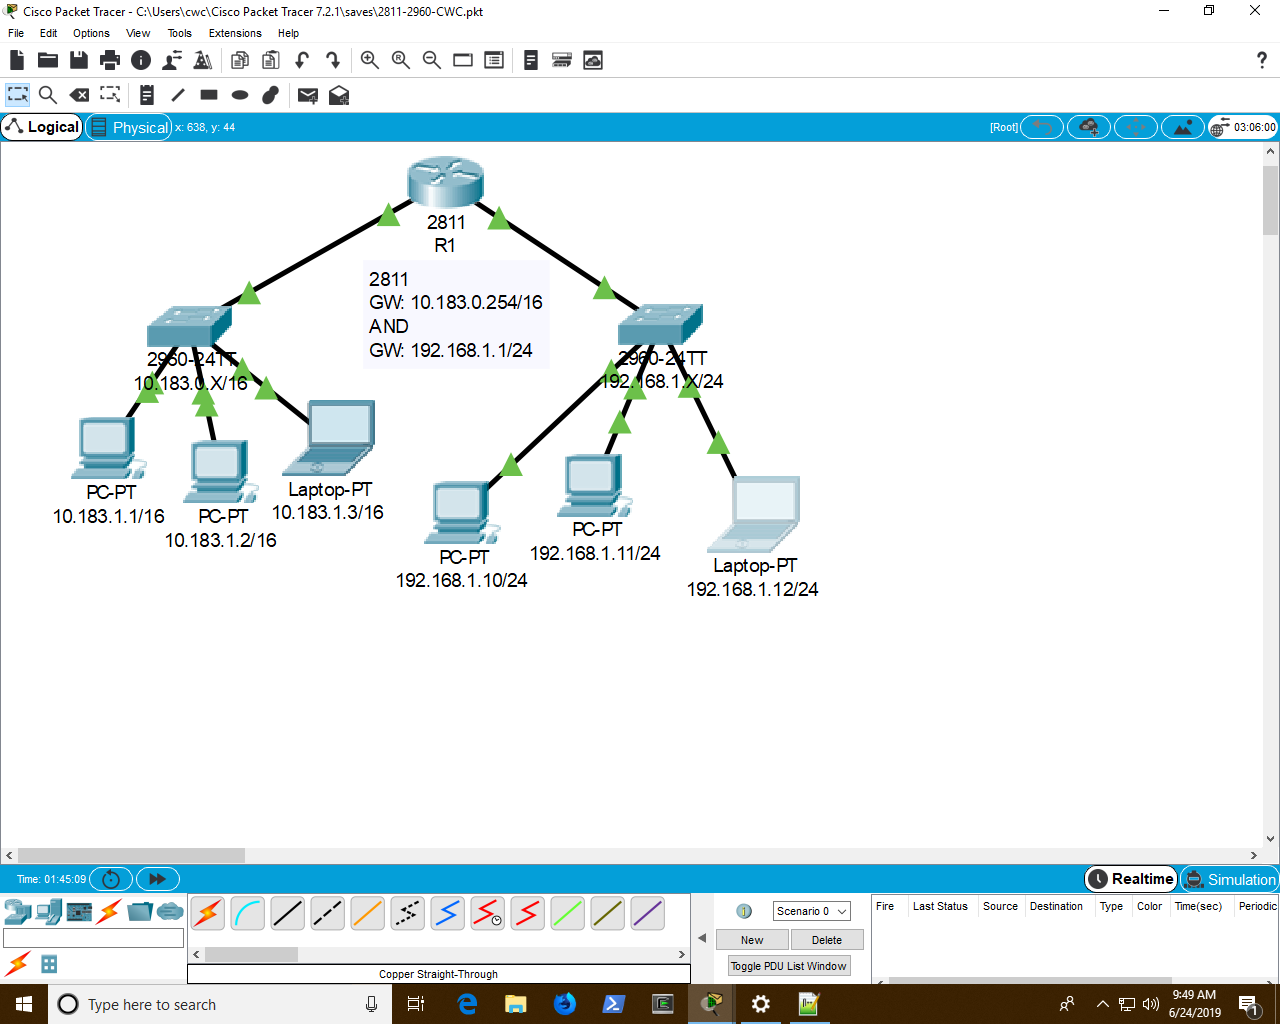 Cisco Packet Tracer - C:\Users\cwc\Cisco Packet Tracer 7.2.1\saves\2811-2960-CWC.pkt
File Edit Options View Tools Extensions Help
?
Logical Physical x: 638, y: 44 [Root] 03:06:00
2811
R1
2811
GW: 10.183.0.254/16
AND
GW: 192.168.1.1/24
2960-24TT
10.183.0.X/16
2960-24TT
192.168.1.X/24
PC-PT
10.183.1.1/16
PC-PT
10.183.1.2/16
Laptop-PT
10.183.1.3/16
PC-PT
192.168.1.10/24
PC-PT
192.168.1.11/24
Laptop-PT
192.168.1.12/24
Time: 01:45:09 Realtime Simulation
Scenario 0
New Delete
Toggle PDU List Window
Fire Last Status Source Destination Type Color Time(sec) Periodic
Copper Straight-Through
Type here to search
9:49 AM
6/24/2019
1